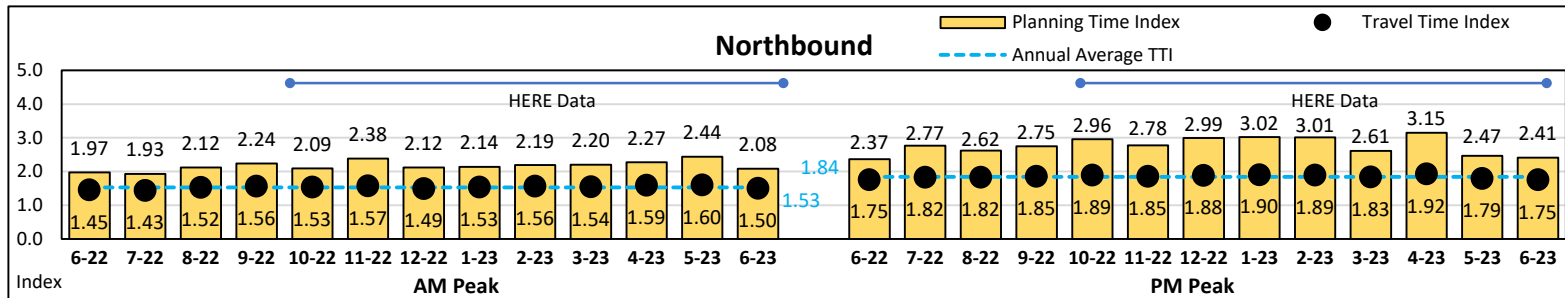 Planning Time Index
Travel Time Index
Northbound
Annual Average TTI
5.0
4.0
3.0
2.0
1.0
0.0
HERE Data
HERE Data
1.97 1.93 2.12 2.24 2.09 2.38 2.12 2.14 2.19 2.20 2.27 2.44 2.08
2.37 2.77 2.62 2.75 2.96 2.78 2.99 3.02 3.01 2.61 3.15 2.47 2.41
1.84
1.53
1.45 1.43 1.52 1.56 1.53 1.57 1.49 1.53 1.56 1.54 1.59 1.60 1.50
1.75 1.82 1.82 1.85 1.89 1.85 1.88 1.90 1.89 1.83 1.92 1.79 1.75
6-22 7-22 8-22 9-22 10-22 11-22 12-22 1-23 2-23 3-23 4-23 5-23 6-23
6-22 7-22 8-22 9-22 10-22 11-22 12-22 1-23 2-23 3-23 4-23 5-23 6-23
Index
AM Peak
PM Peak